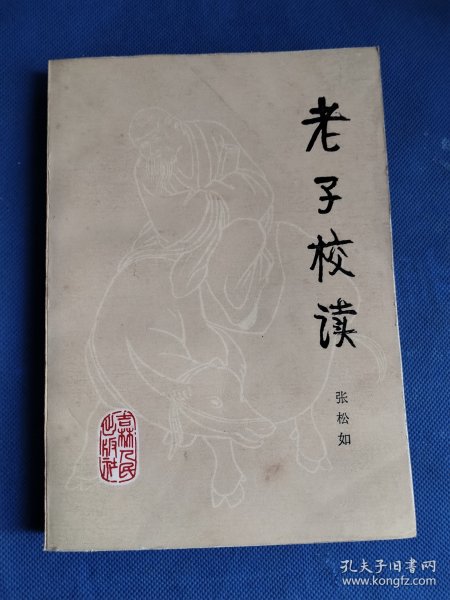 老子校读
张松如
吉林人民
出版社
孔夫子旧书网
www.kongfz.com